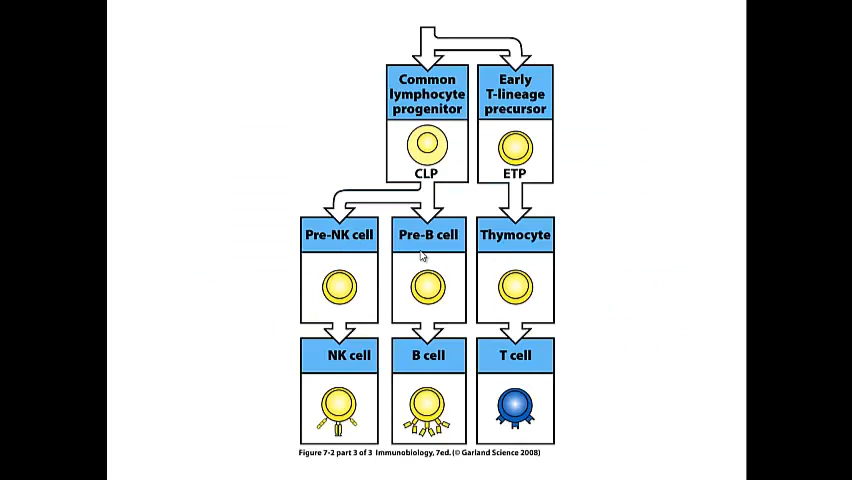 Common
lymphocyte
progenitor
Early
T-lineage
precursor
CLP
ETP
Pre-NK cell
Pre-B cell
Thymocyte
NK cell
B cell
T cell
Figure 7-2 part 3 of 3 Immunobiology, 7ed. (© Garland Science 2008)